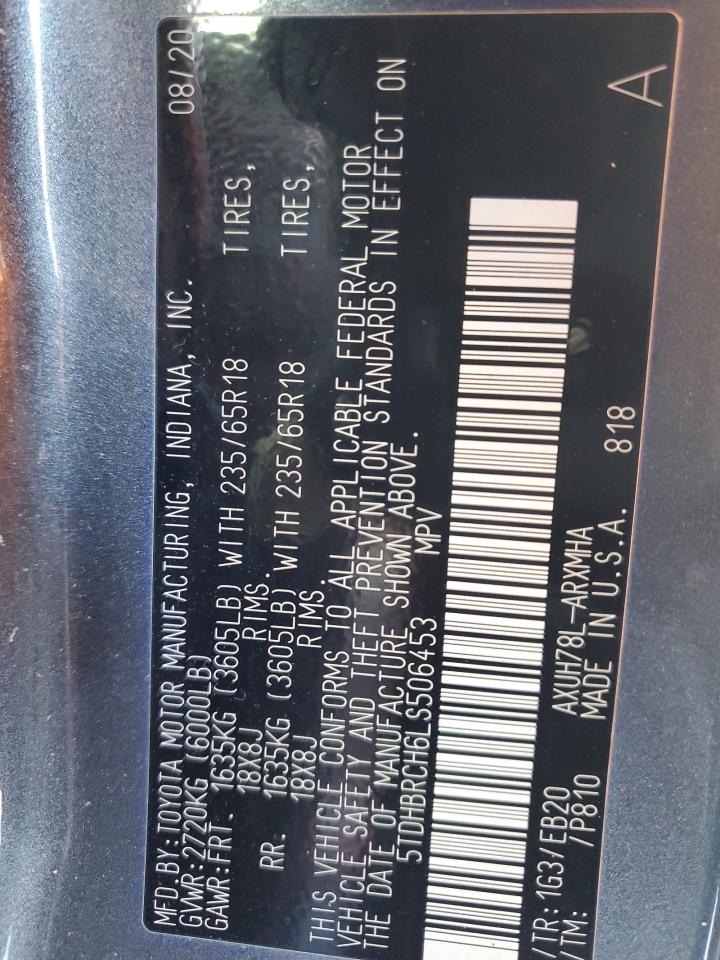 MFD.BY:TOYOTA MOTOR MANUFACTURING, INDIANA, INC. 08/20
GVWR:2720KG (6000LB)
GAWR:FRT. 1635KG (3605LB) WITH 235/65R18 TIRES,
18X8J RIMS.
RR. 1635KG (3605LB) WITH 235/65R18 TIRES,
18X8J RIMS.
THIS VEHICLE CONFORMS TO ALL APPLICABLE FEDERAL MOTOR
VEHICLE SAFETY AND THEFT PREVENTION STANDARDS IN EFFECT ON
THE DATE OF MANUFACTURE SHOWN ABOVE.
5TDHBRCH6LS506453 MPV
/TR: 1G3/EB20 AXUH78L-ARXMHA
/TM: /P810 MADE IN U.S.A. 818 A